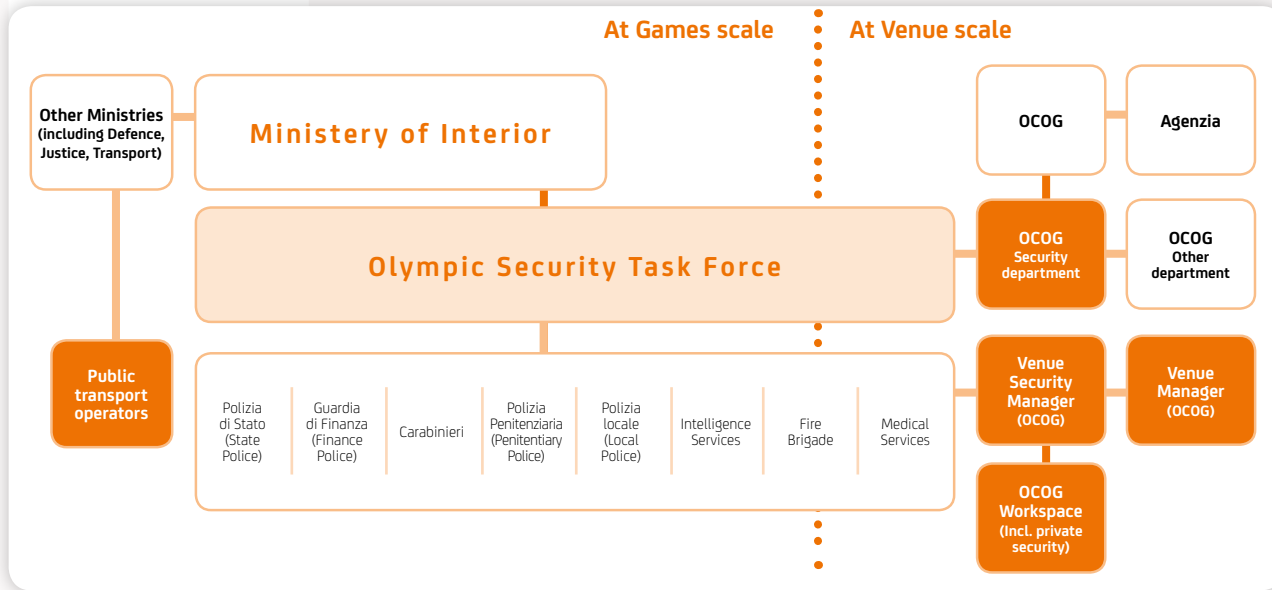 At Games scale
At Venue scale
Other Ministries
(including Defence,
Justice, Transport)
Ministery of Interior
OCOG
Agenzia
Olympic Security Task Force
OCOG
Security
department
OCOG
Other
department
Public
transport
operators
Polizia
di Stato
(State
Police)
Guardia
di Finanza
(Finance
Police)
Carabinieri
Polizia
Penitenziaria
(Penitentiary
Police)
Polizia
locale
(Local
Police)
Intelligence
Services
Fire
Brigade
Medical
Services
Venue
Security
Manager
(OCOG)
Venue
Manager
(OCOG)
OCOG
Workspace
(Incl. private
security)